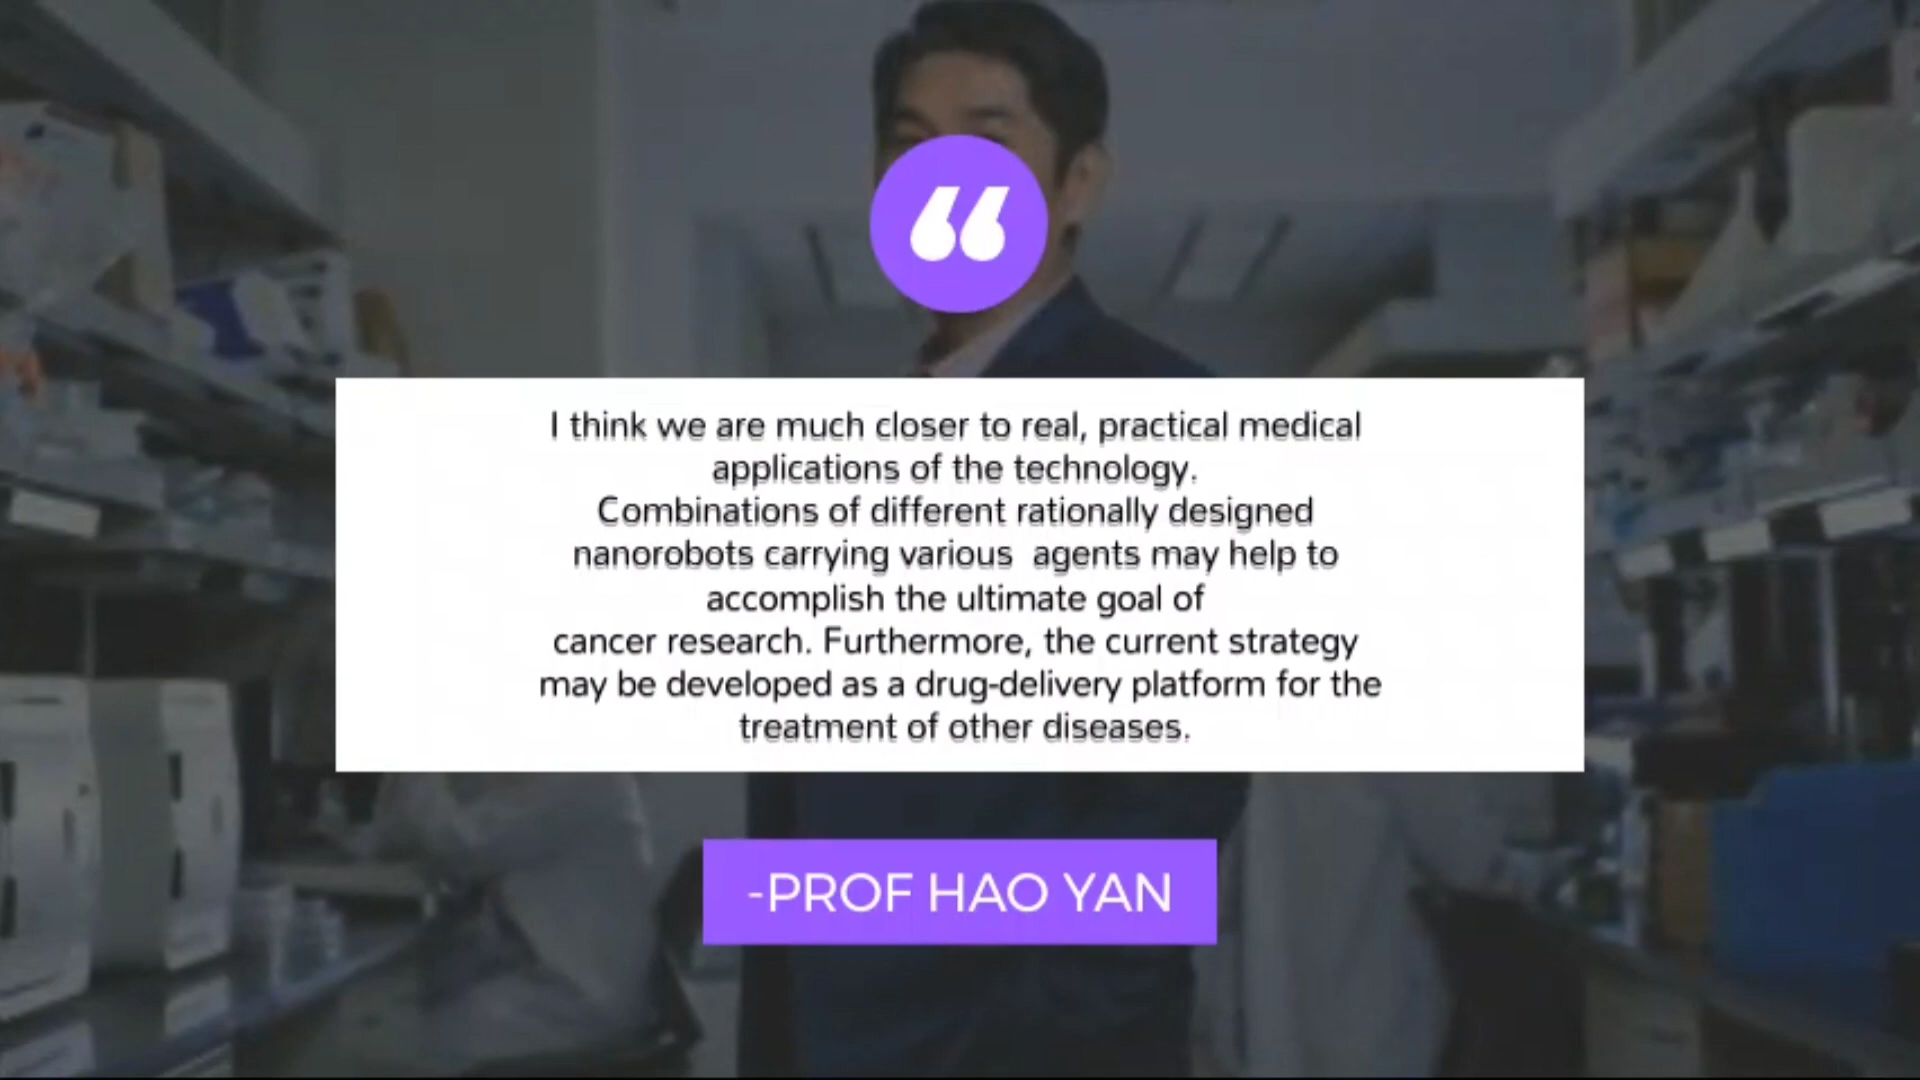 “
I think we are much closer to real, practical medical
applications of the technology.
Combinations of different rationally designed
nanorobots carrying various  agents may help to
accomplish the ultimate goal of
cancer research. Furthermore, the current strategy
may be developed as a drug-delivery platform for the
treatment of other diseases.
-PROF HAO YAN